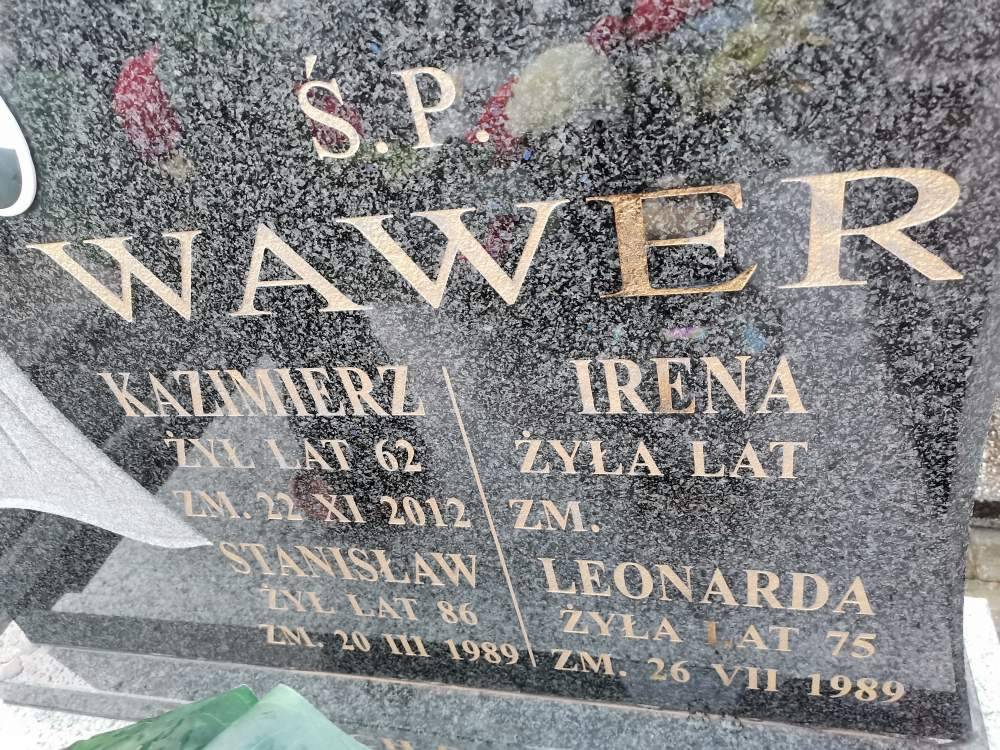 Ś.P.
WAWER
KAZIMIERZ
ŻYŁ LAT 62
ZM. 22 XI 2012
STANISŁAW
ŻYŁ LAT 86
ZM. 20 III 1989
IRENA
ŻYŁA LAT
ZM.
LEONARDA
ŻYŁA LAT 75
ZM. 26 VII 1989